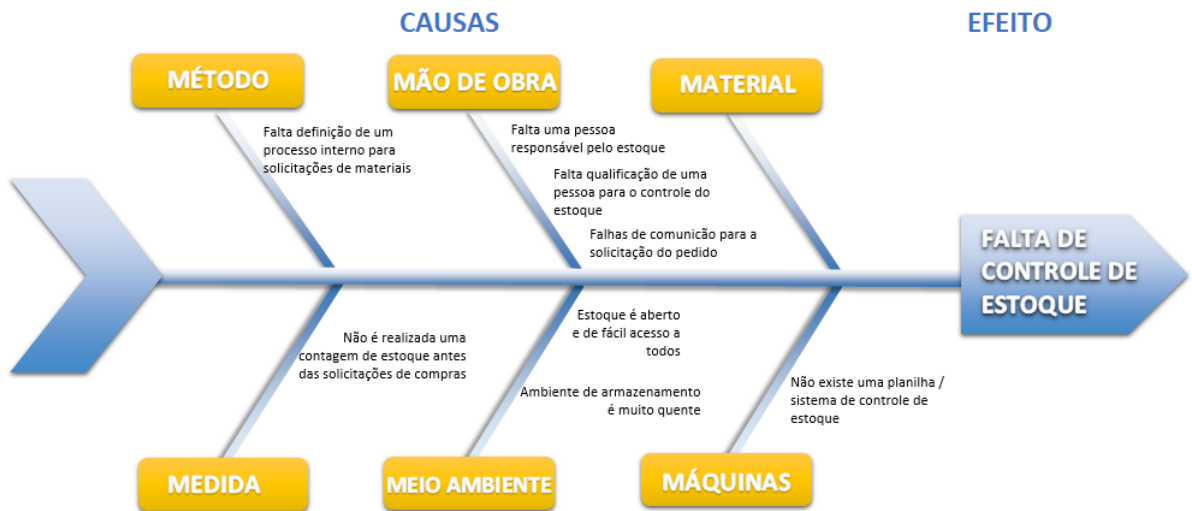 CAUSAS
EFEITO
MÉTODO
MÃO DE OBRA
MATERIAL
Falta definição de um
processo interno para
solicitações de materiais
Falta uma pessoa
responsável pelo estoque
Falta qualificação de uma
pessoa para o controle do
estoque
Falhas de comunicão para a
solicitação do pedido
FALTA DE
CONTROLE DE
ESTOQUE
Não é realizada uma
contagem de estoque antes
das solicitações de compras
Estoque é aberto
e de fácil acesso a
todos
Ambiente de armazenamento
é muito quente
Não existe uma planilha /
sistema de controle de
estoque
MEDIDA
MEIO AMBIENTE
MÁQUINAS